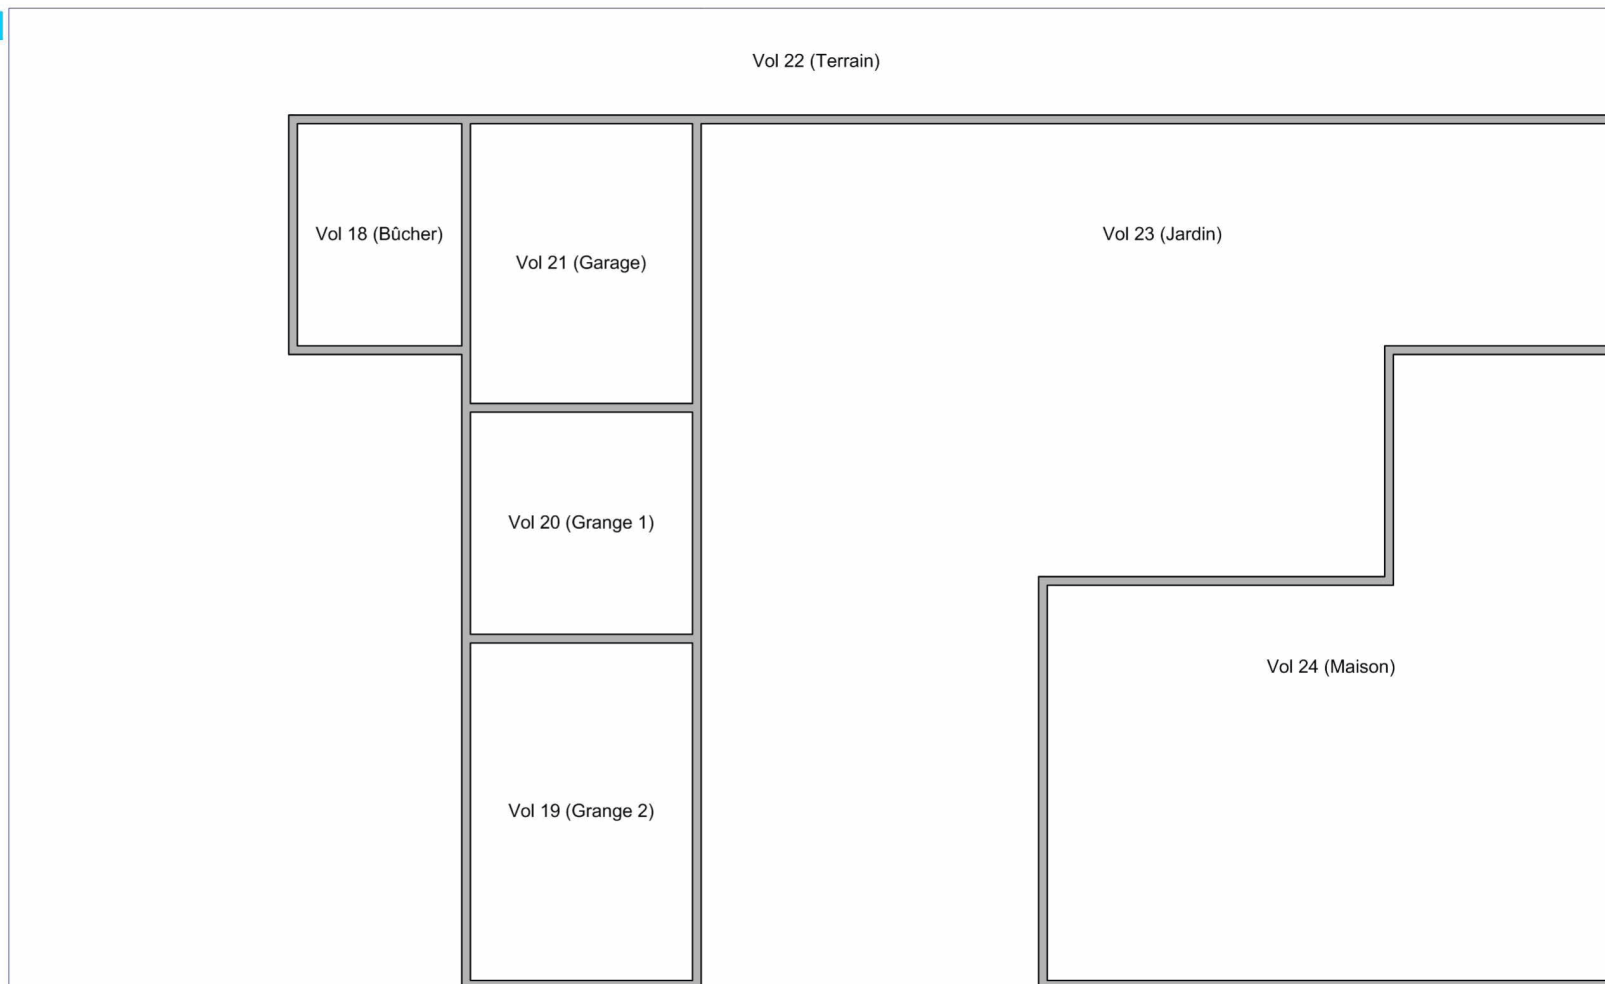 Vol 22 (Terrain)
Vol 18 (Bûcher)
Vol 23 (Jardin)
Vol 21 (Garage)
Vol 20 (Grange 1)
Vol 24 (Maison)
Vol 19 (Grange 2)